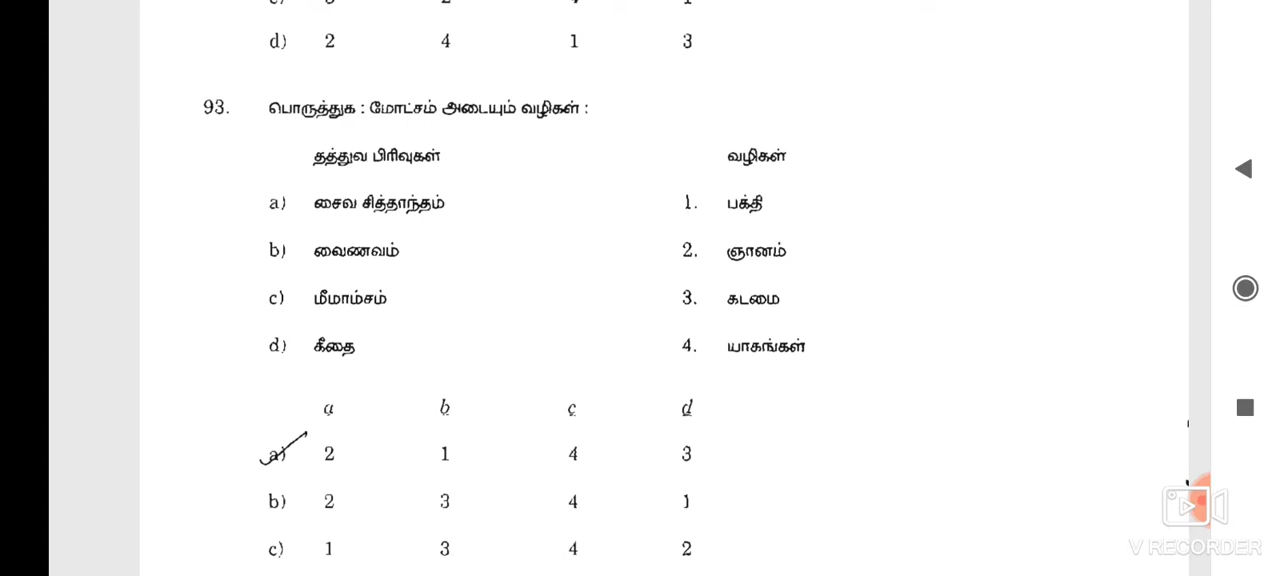 d) 2 4 1 3
93. பொருத்துக : மோட்சம் அடையும் வழிகள் :
தத்துவ பிரிவுகள் வழிகள்
a) சைவ சித்தாந்தம் 1. பக்தி
b) வைணவம் 2. ஞானம்
c) மீமாம்சம் 3. கடமை
d) கீதை 4. யாகங்கள்
a b c d
a) 2 1 4 3
b) 2 3 4 1
c) 1 3 4 2
V RECORDER